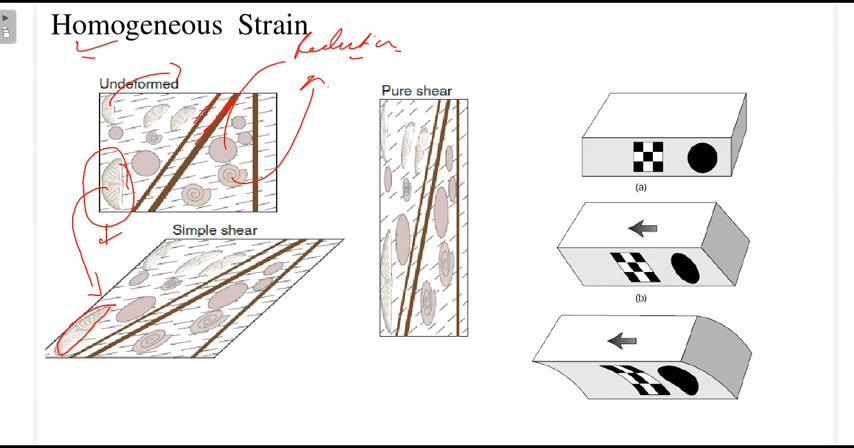 Homogeneous Strain
Reduction
Undeformed
Pure shear
(a)
Simple shear
(b)